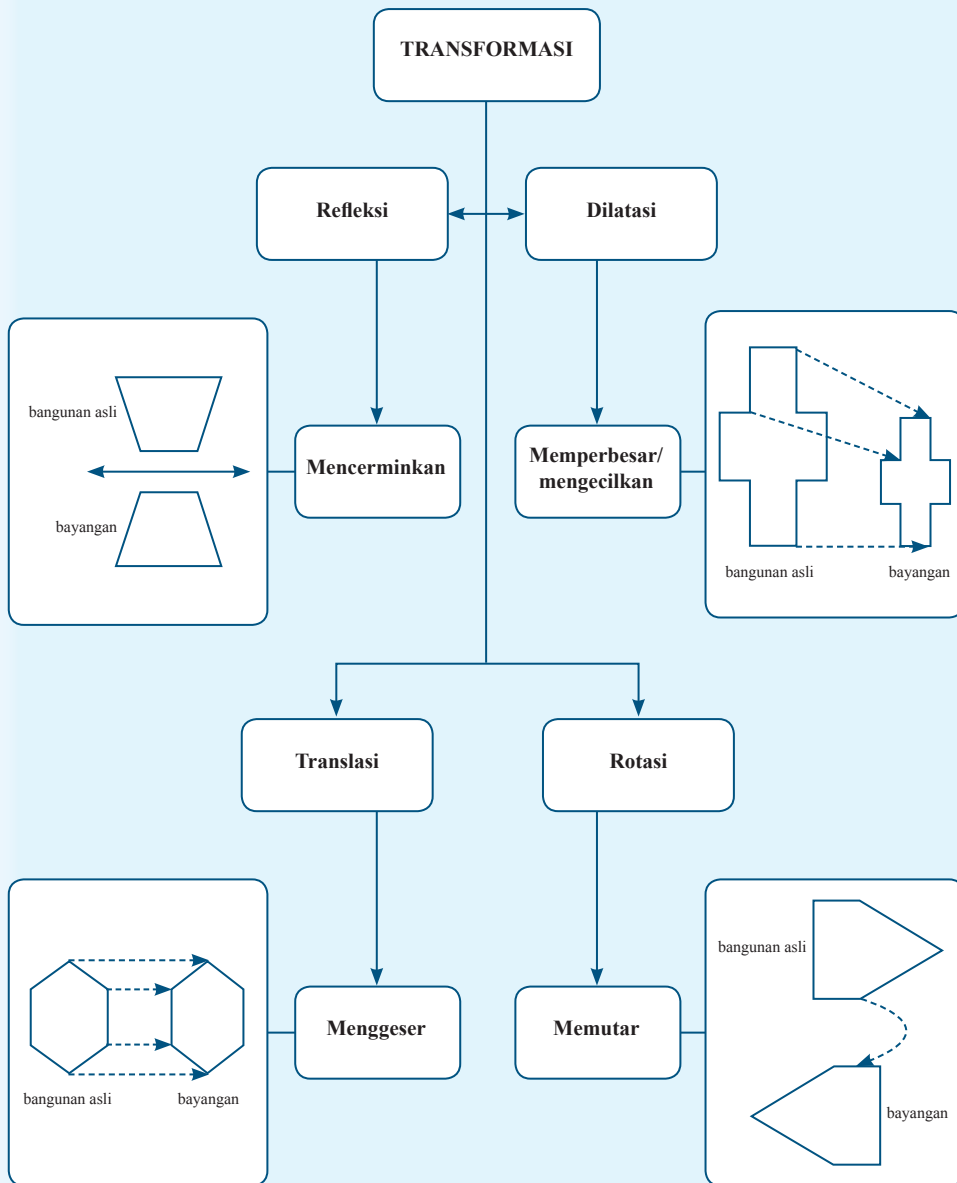 TRANSFORMASI
Refleksi
Dilatasi
bangunan asli
bayangan
Mencerminkan
Memperbesar/
mengecilkan
bangunan asli
bayangan
Translasi
Rotasi
bangunan asli
bayangan
Menggeser
Memutar
bangunan asli
bayangan